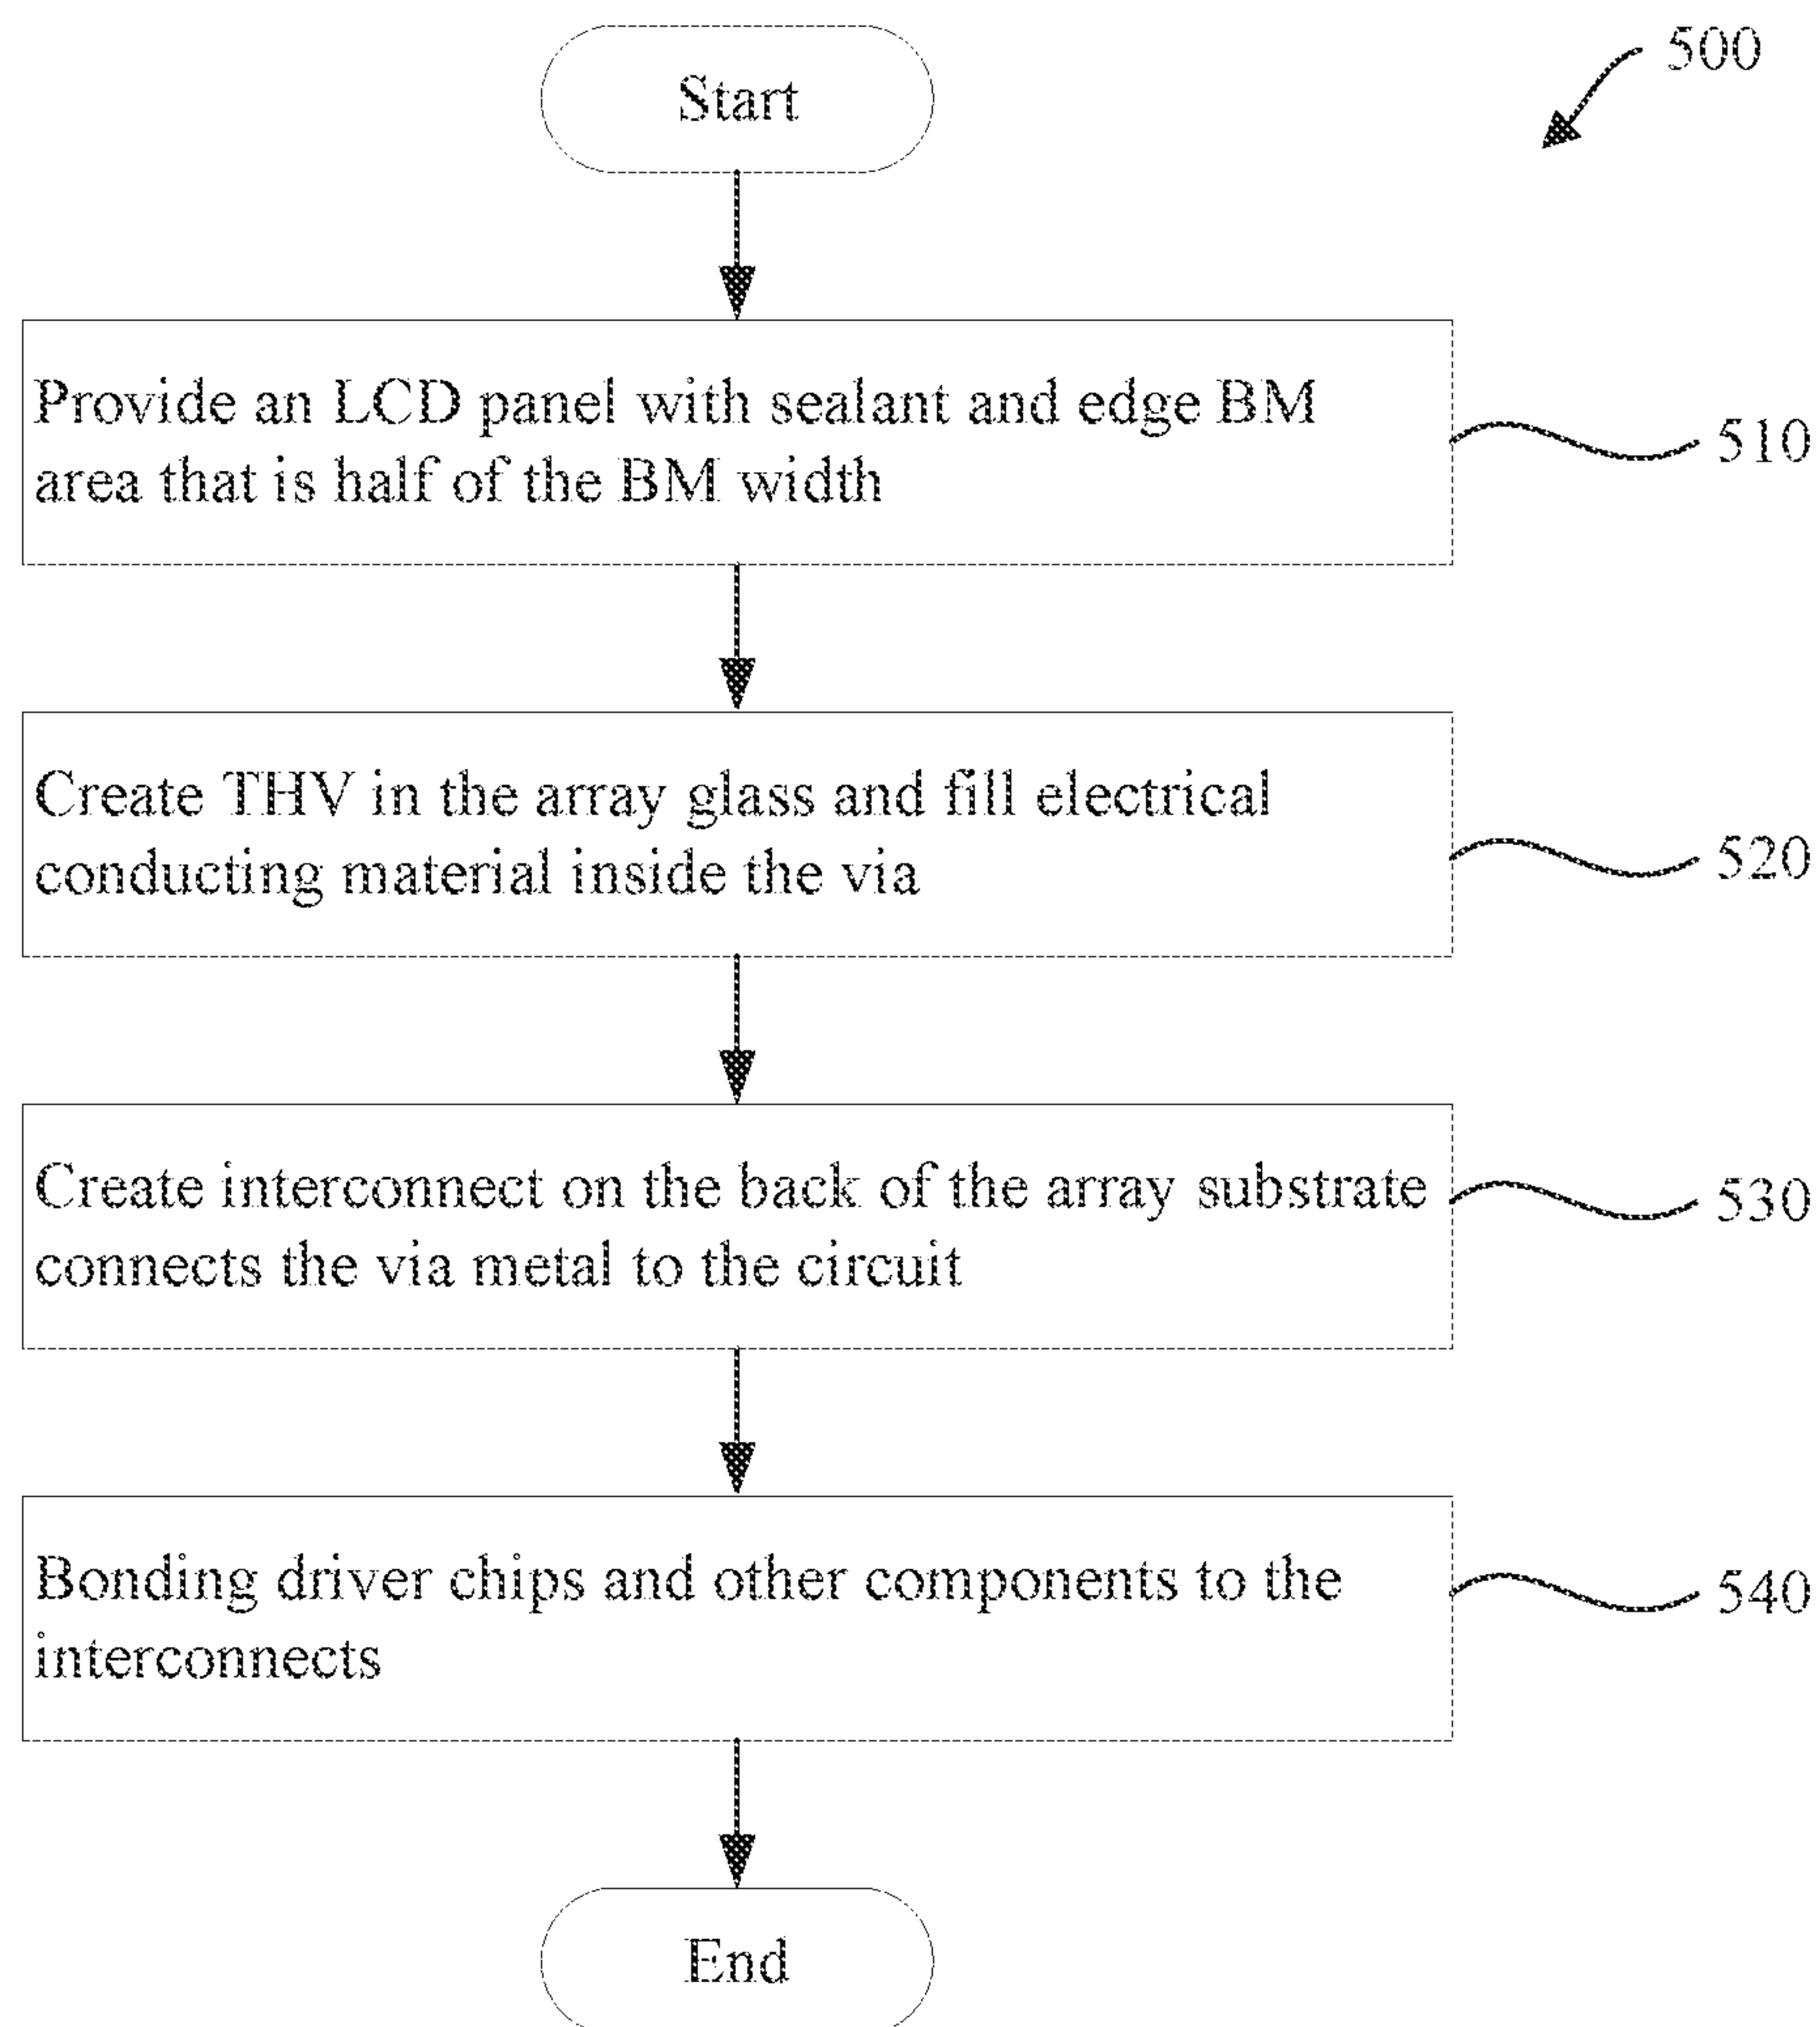 Start
500
Provide an LCD panel with sealant and edge BM
area that is half of the BM width
510
Create THV in the array glass and fill electrical
conducting material inside the via
520
Create interconnect on the back of the array substrate
connects the via metal to the circuit
530
Bonding driver chips and other components to the
interconnects
540
End